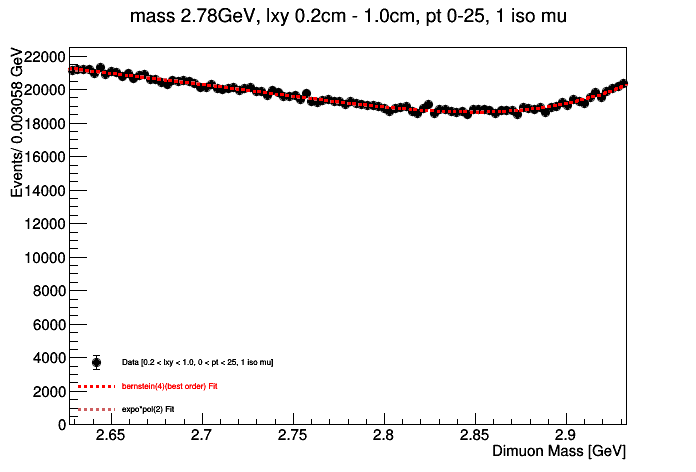 mass 2.78GeV, lxy 0.2cm - 1.0cm, pt 0-25, 1 iso mu
Events/ 0.003058 GeV
22000
20000
18000
16000
14000
12000
10000
8000
6000
4000
2000
0
Data [0.2 < lxy < 1.0, 0 < pt < 25, 1 iso mu]
bernstein(4)(best order) Fit
expo*pol(2) Fit
2.65 2.7 2.75 2.8 2.85 2.9
Dimuon Mass [GeV]